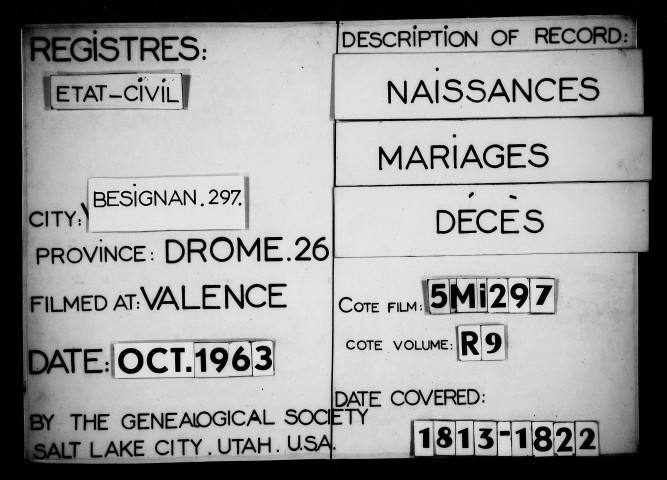 REGISTRES:
ETAT-CIVIL
CITY: BESIGNAN.297.
PROVINCE: DROME.26
FILMED AT: VALENCE
DATE: OCT.1963
BY THE GENEALOGICAL SOCIETY
SALT LAKE CITY. UTAH. U.S.A.
DESCRIPTION OF RECORD:
NAISSANCES
MARIAGES
DÉCÈS
COTE FILM: 5Mi297
COTE VOLUME: R9
DATE COVERED:
1813-1822